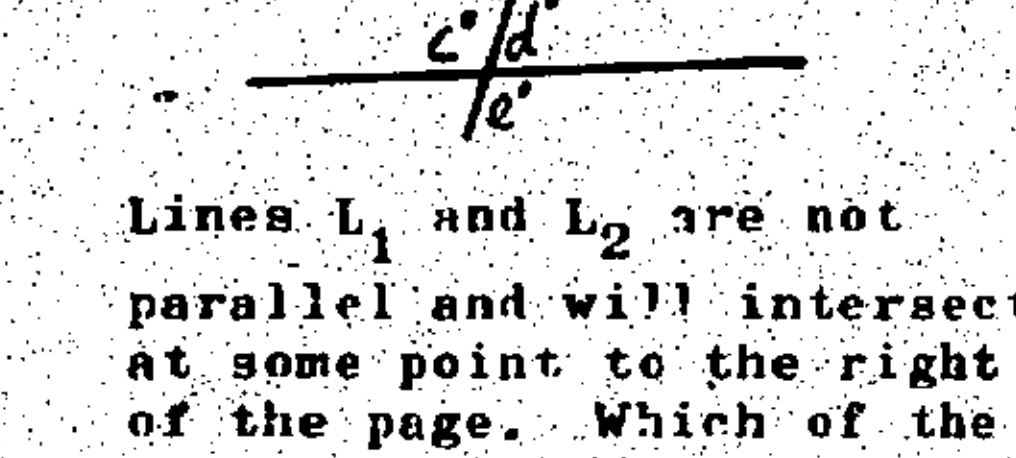 c° d°
e°
Lines L₁ and L₂ are not
parallel and will intersect
at some point to the right
of the page. Which of the